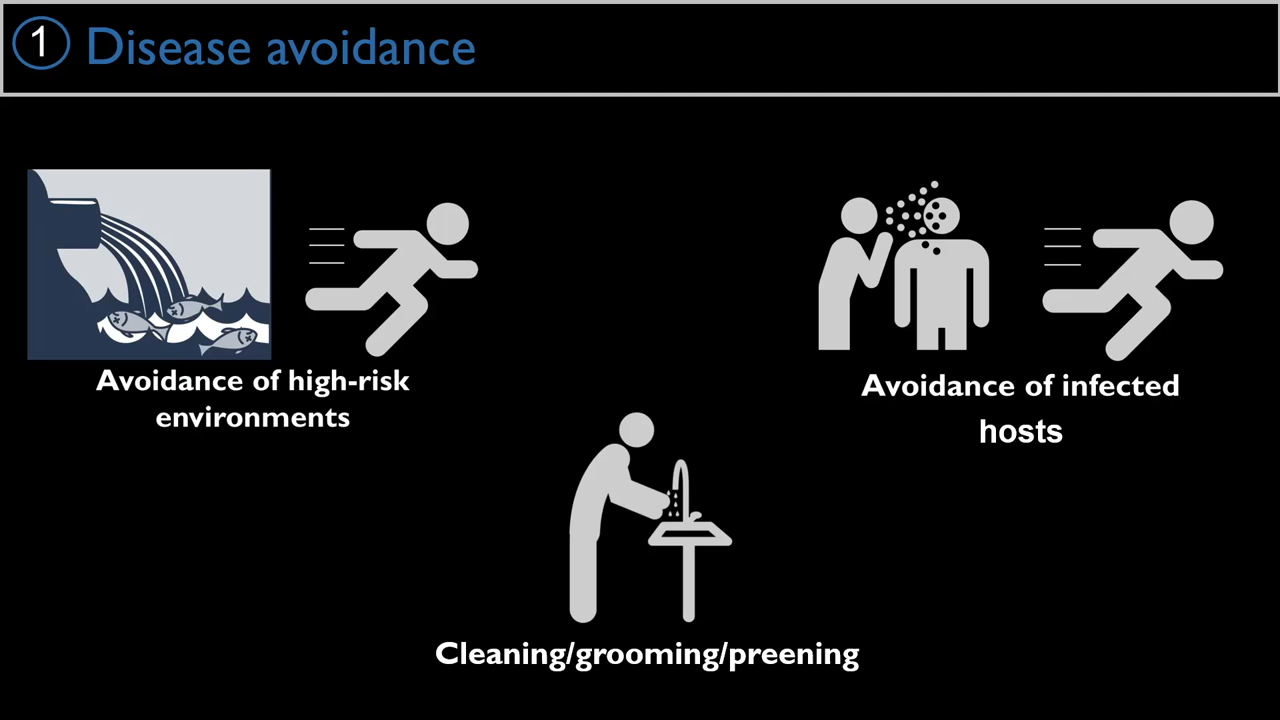 1 Disease avoidance
Avoidance of high-risk
environments
Avoidance of infected
hosts
Cleaning/grooming/preening